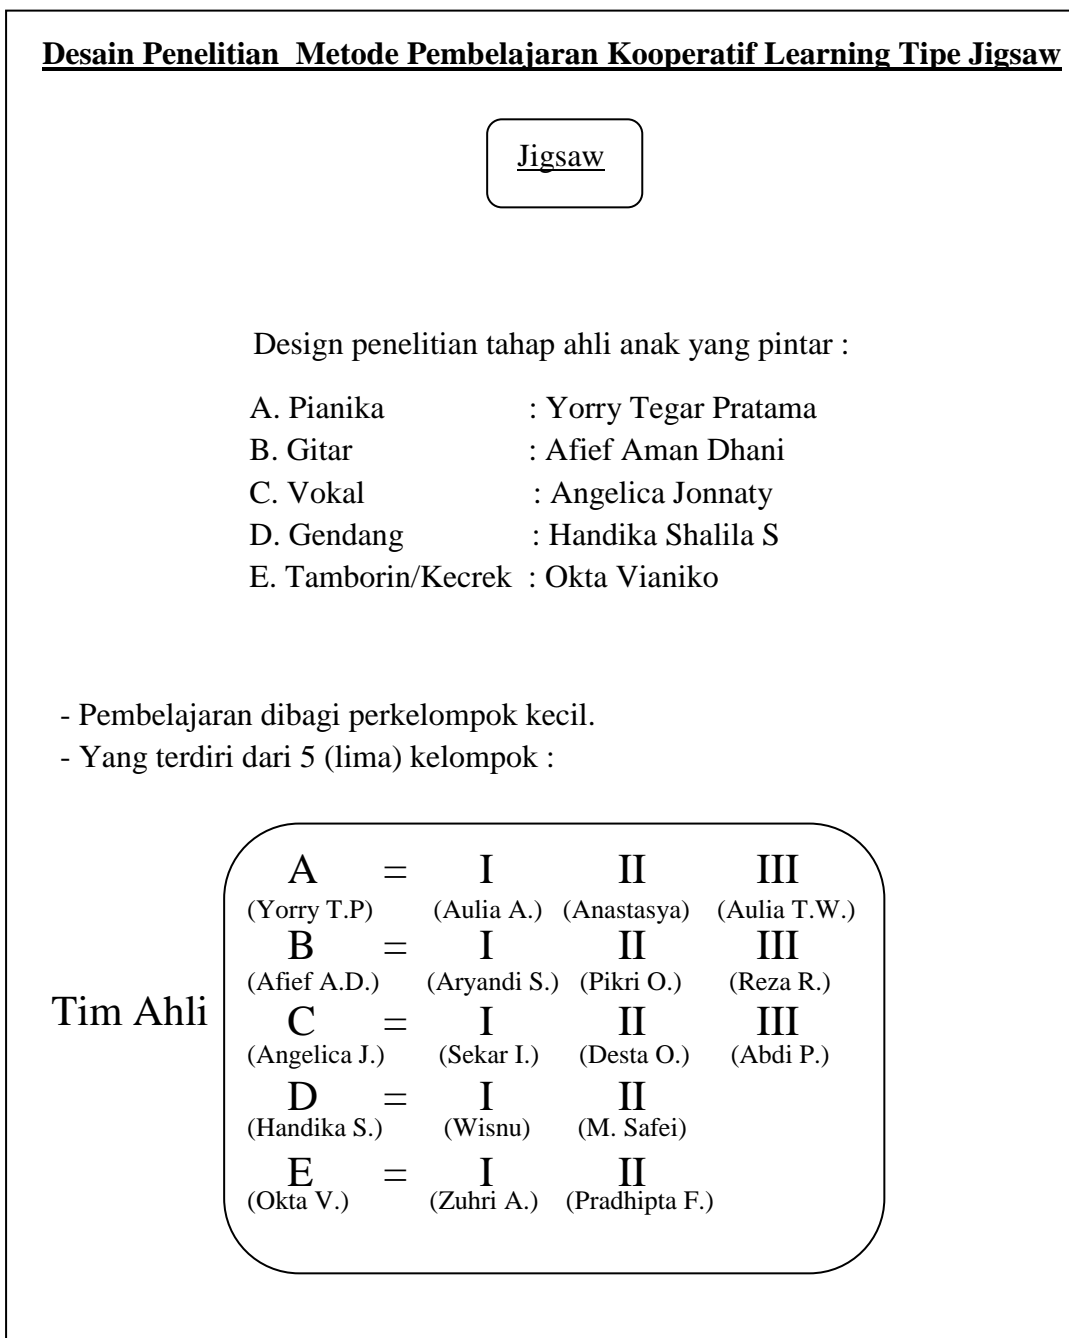 Desain Penelitian Metode Pembelajaran Kooperatif Learning Tipe Jigsaw
Jigsaw
Design penelitian tahap ahli anak yang pintar :
A. Pianika : Yorry Tegar Pratama
B. Gitar : Afief Aman Dhani
C. Vokal : Angelica Jonnaty
D. Gendang : Handika Shalila S
E. Tamborin/Kecrek : Okta Vianiko
- Pembelajaran dibagi perkelompok kecil.
- Yang terdiri dari 5 (lima) kelompok :
Tim Ahli
A = I II III
(Yorry T.P) (Aulia A.) (Anastasya) (Aulia T.W.)
B = I II III
(Afief A.D.) (Aryandi S.) (Pikri O.) (Reza R.)
C = I II III
(Angelica J.) (Sekar I.) (Desta O.) (Abdi P.)
D = I II
(Handika S.) (Wisnu) (M. Safei)
E = I II
(Okta V.) (Zuhri A.) (Pradhipta F.)